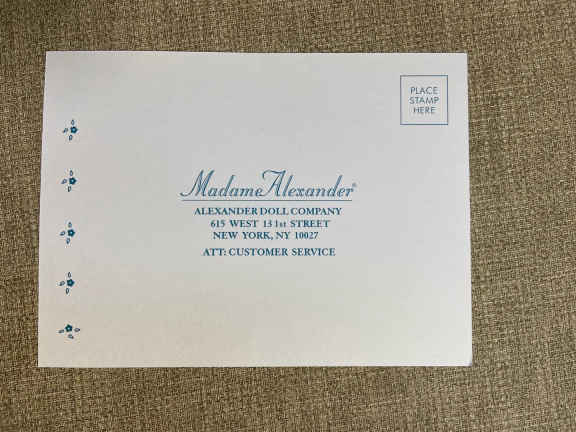 PLACE
STAMP
HERE
Madame Alexander®
ALEXANDER DOLL COMPANY
615 WEST 131st STREET
NEW YORK, NY 10027
ATT: CUSTOMER SERVICE